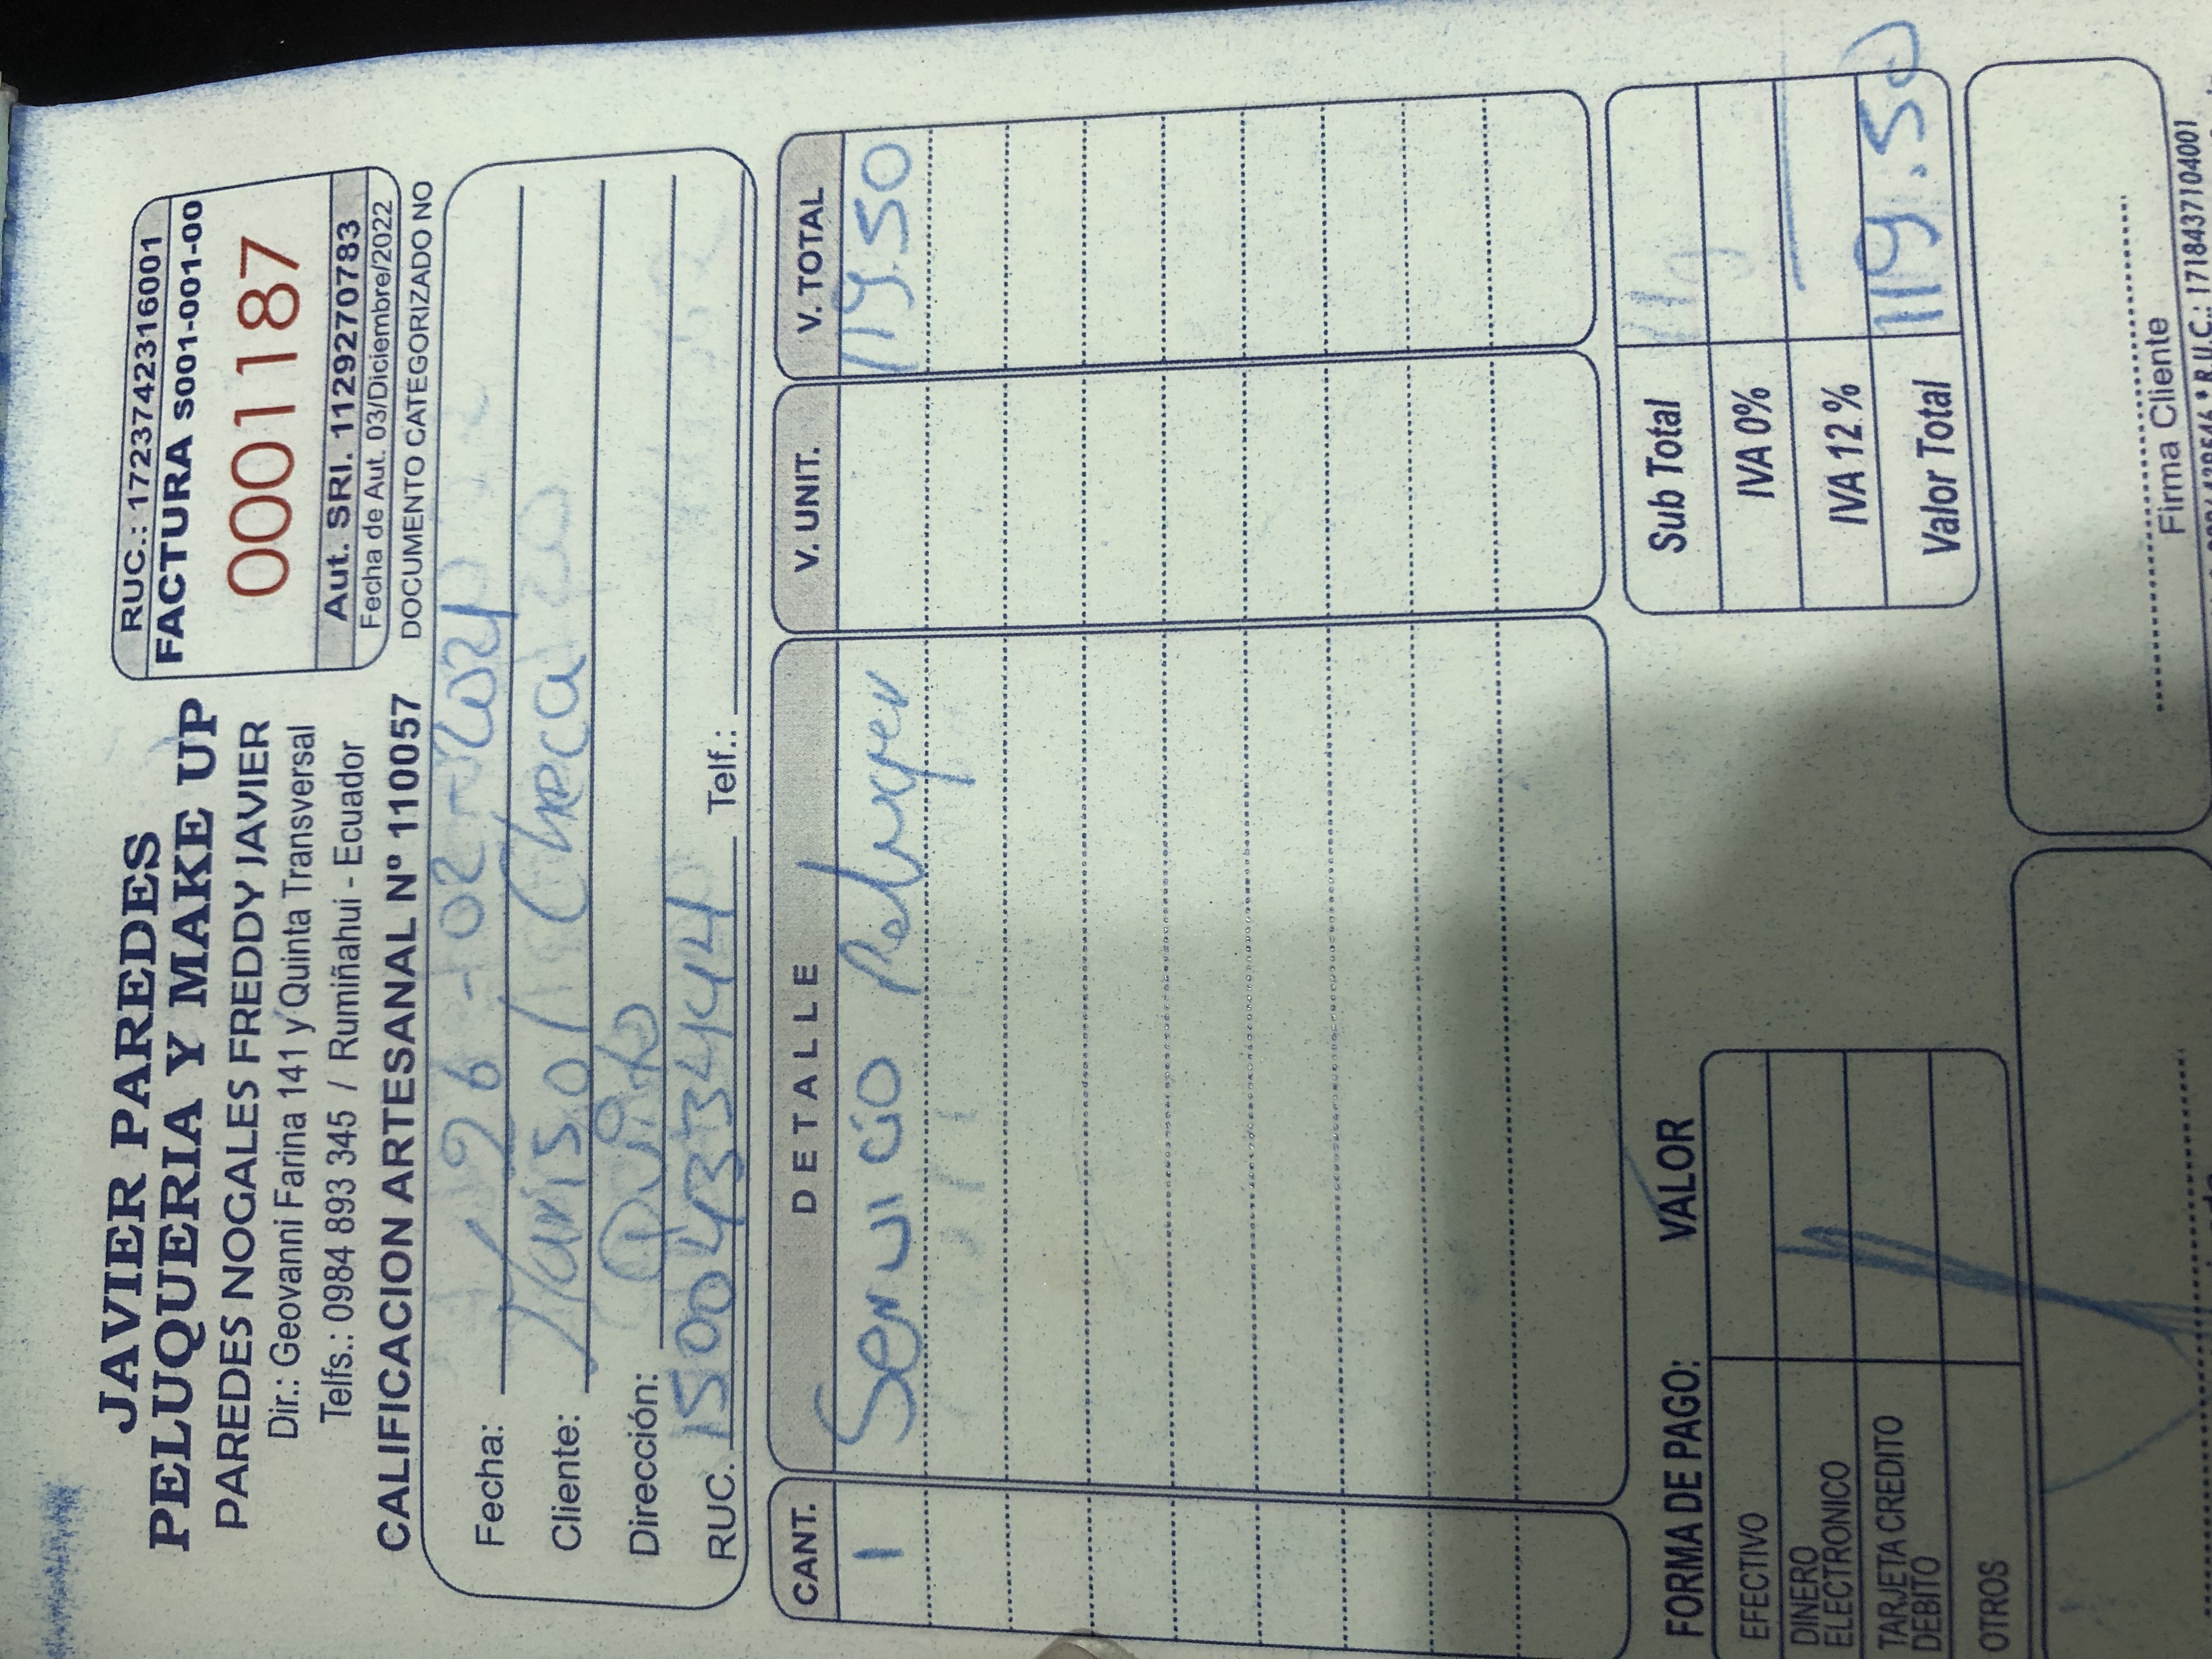 JAVIER PAREDES
PELUQUERIA Y MAKE UP
PAREDES NOGALES FREDDY JAVIER
Dir.: Geovanni Farina 141 y Quinta Transversal
Telfs.: 0984 893 345 / Rumiñahui - Ecuador
CALIFICACION ARTESANAL Nº 110057
RUC.: 1723742316001
FACTURA S001-001-00
0001187
Aut. SRI. 1129270783
Fecha de Aut. 03/Diciembre/2022
DOCUMENTO CATEGORIZADO NO
Fecha: 26-02-2021
Cliente: Marisol Checa
Dirección: Quito
RUC. 15004334444 Telf.:
CANT. DETALLE V. UNIT. V. TOTAL
1 Servicio Peluquer 119.50
FORMA DE PAGO: VALOR
EFECTIVO
DINERO
ELECTRONICO
TARJETA CREDITO
DEBITO
OTROS
Sub Total 119
IVA 0%
IVA 12%
Valor Total 119.50
Firma Cliente
* R.U.C.: 1718437104001